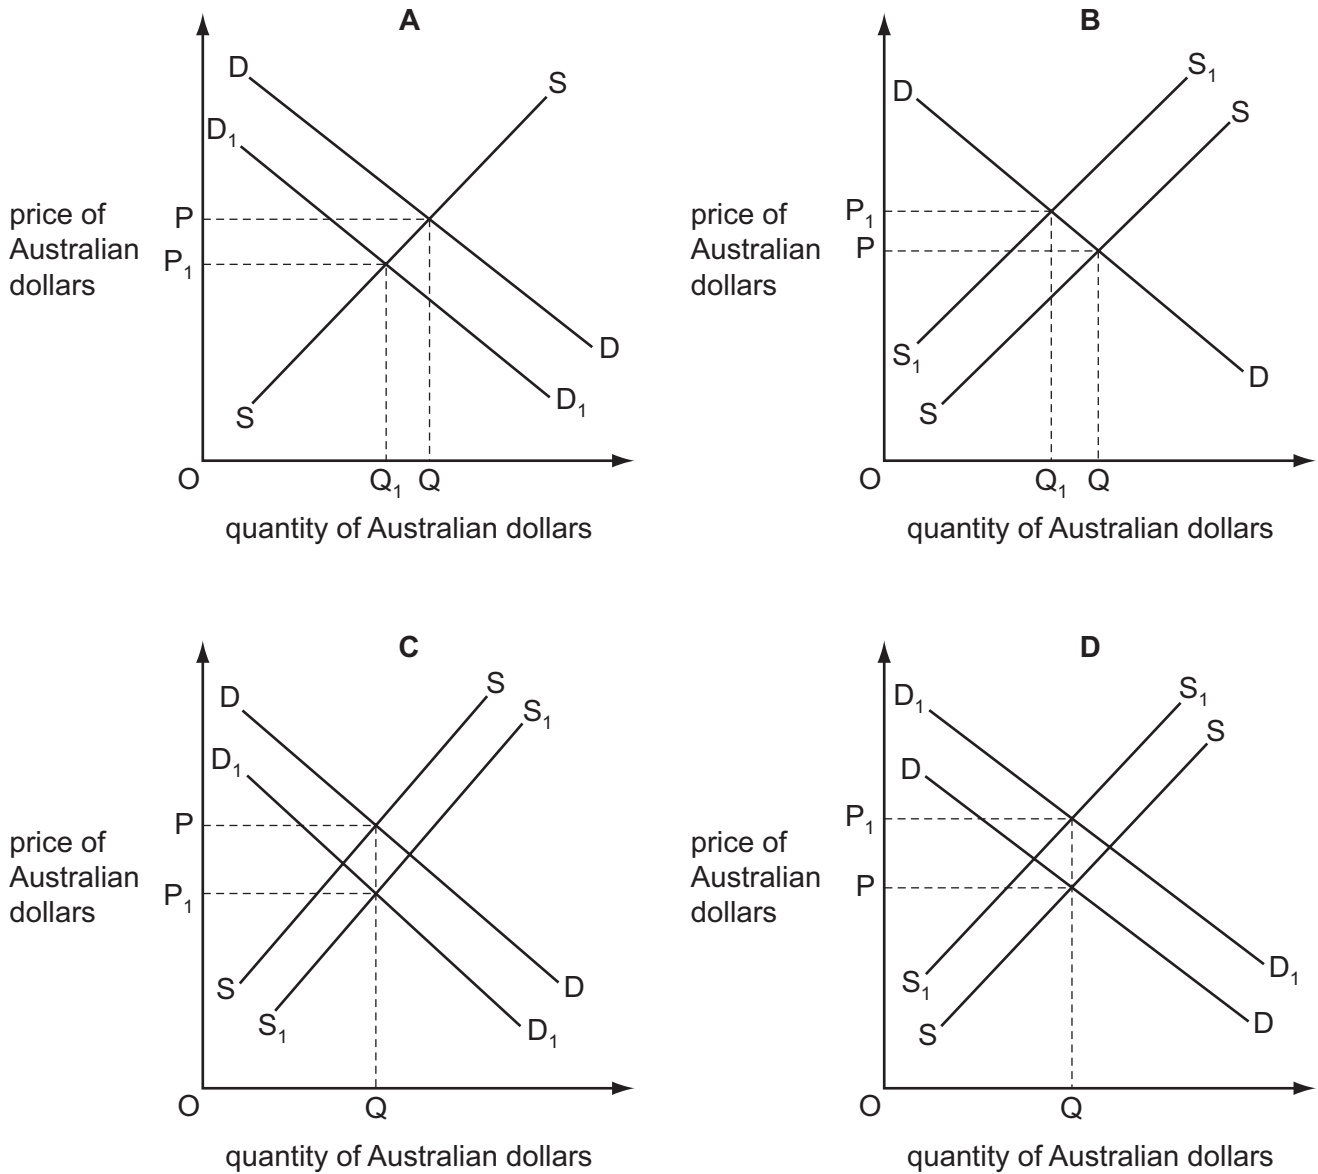 A
D
D₁
S
price of
Australian
dollars
P
P₁
S
D
D₁
O
Q₁ Q
quantity of Australian dollars
B
S₁
D
S
price of
Australian
dollars
P₁
P
S₁
S
D
O
Q₁ Q
quantity of Australian dollars
C
D
S
S₁
D₁
price of
Australian
dollars
P
P₁
S
S₁
D
D₁
O
Q
quantity of Australian dollars
D
D₁
S₁
S
D
price of
Australian
dollars
P₁
P
S₁
S
D₁
D
O
Q
quantity of Australian dollars